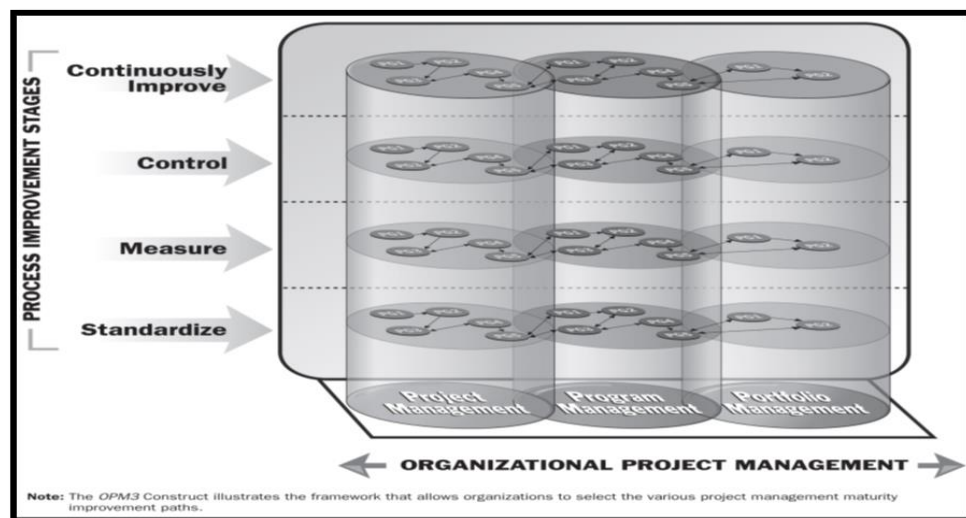 PROCESS IMPROVEMENT STAGES
Continuously
Improve
Control
Measure
Standardize
Project
Management
Program
Management
Portfolio
Management
ORGANIZATIONAL PROJECT MANAGEMENT
Note: The OPM3 Construct illustrates the framework that allows organizations to select the various project management maturity
improvement paths.